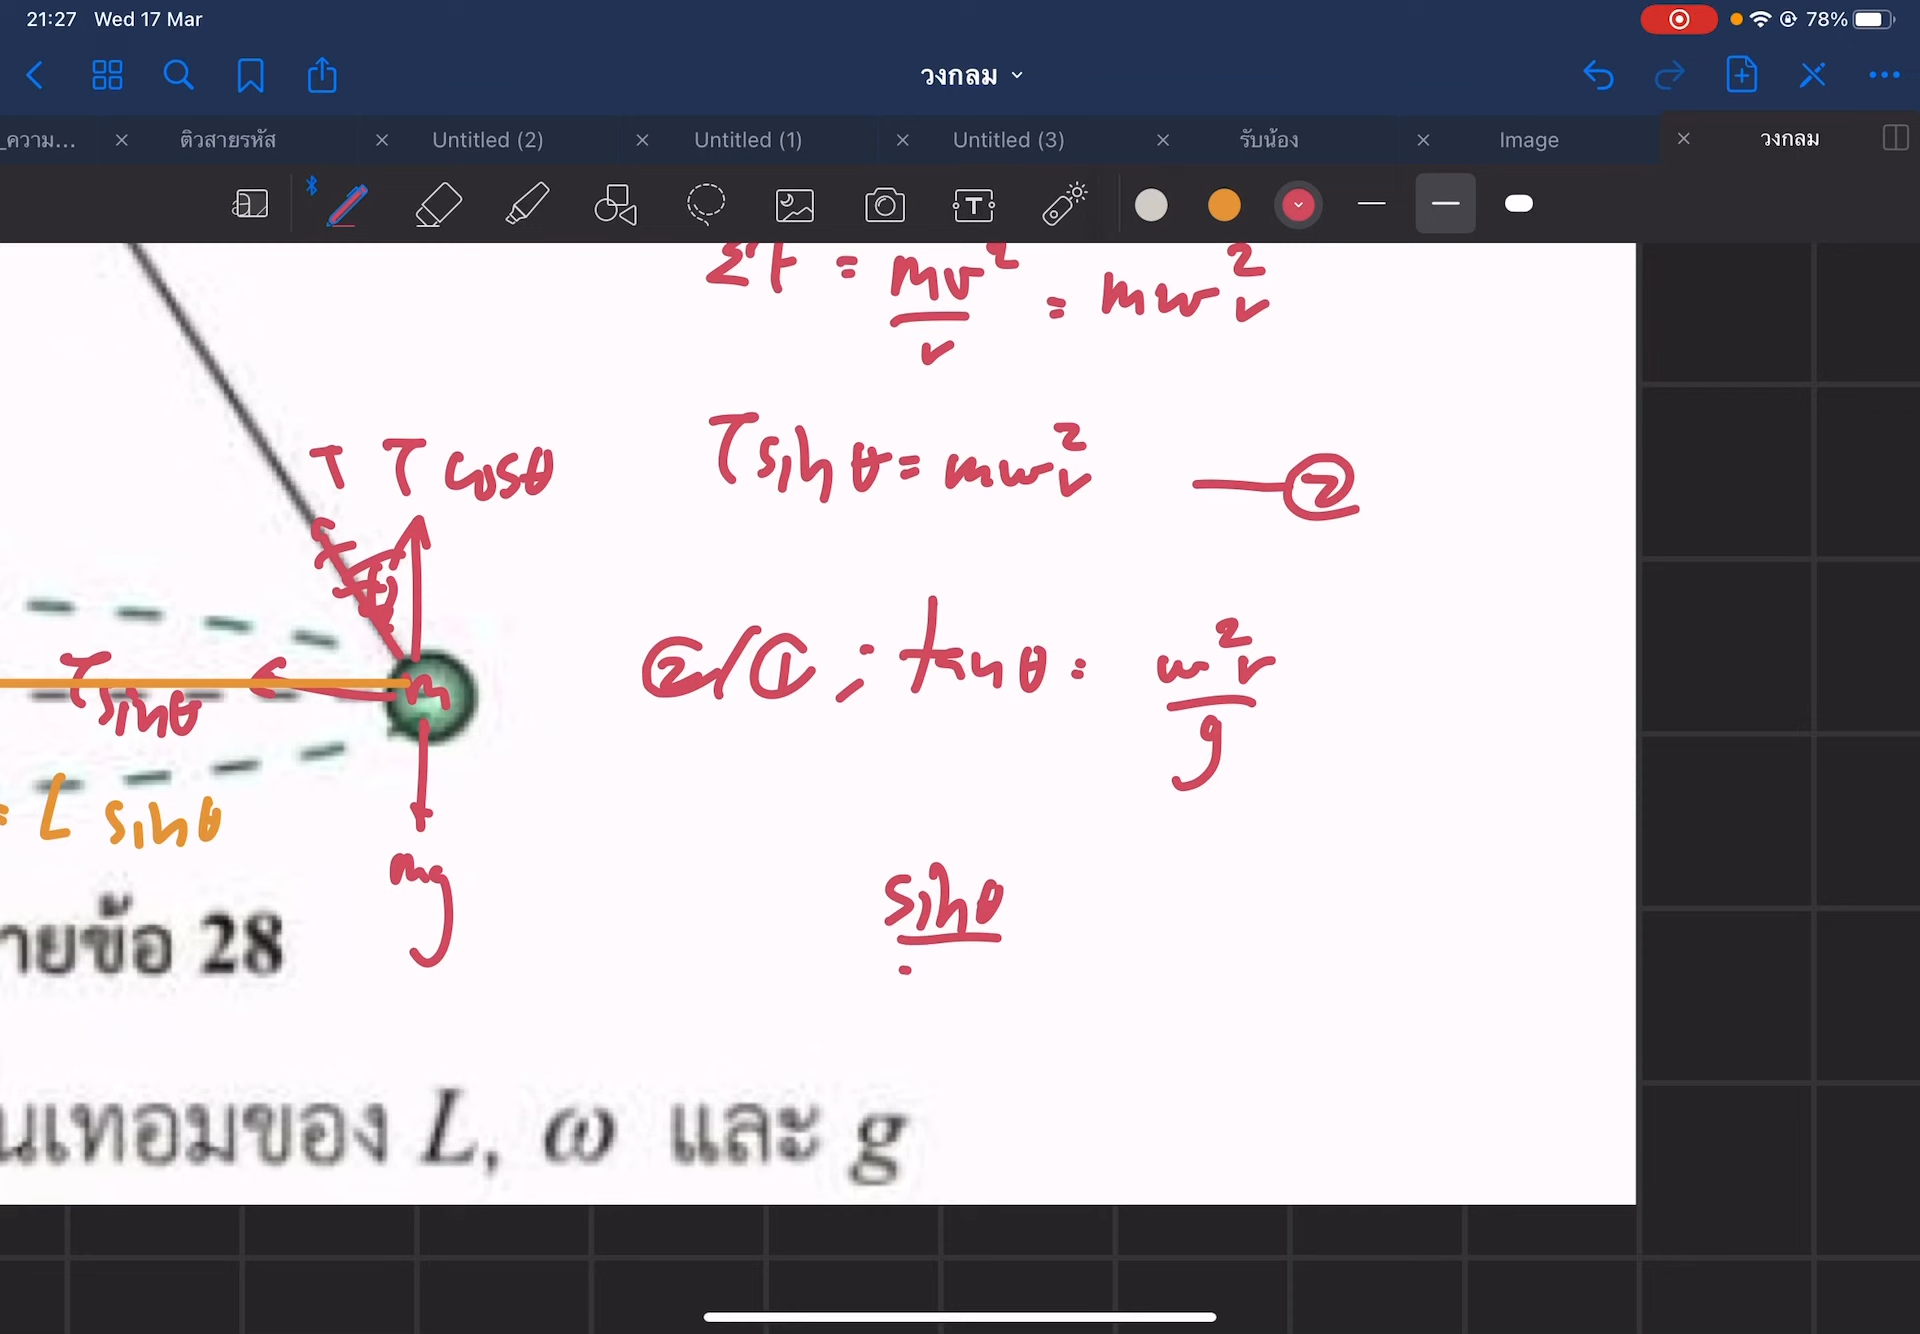 21:27 Wed 17 Mar
78%
วงกลม
_ความ... ติวสายรหัส Untitled (2) Untitled (1) Untitled (3) รับน้อง Image วงกลม
ΣF = mv²/r = mω²r
T T cosθ
T sin θ = mω²r — ②
θ
②/① ; tan θ = ω²r/g
m
T sinθ
= L sinθ
mg
sinθ
ายข้อ 28
นเทอมของ L, ω และ g